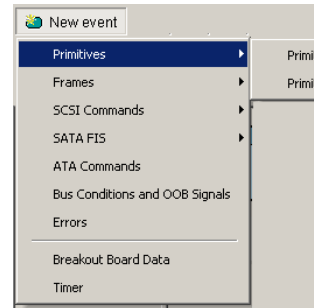 New event
Primitives
Frames
SCSI Commands
SATA FIS
ATA Commands
Bus Conditions and OOB Signals
Errors
Breakout Board Data
Timer